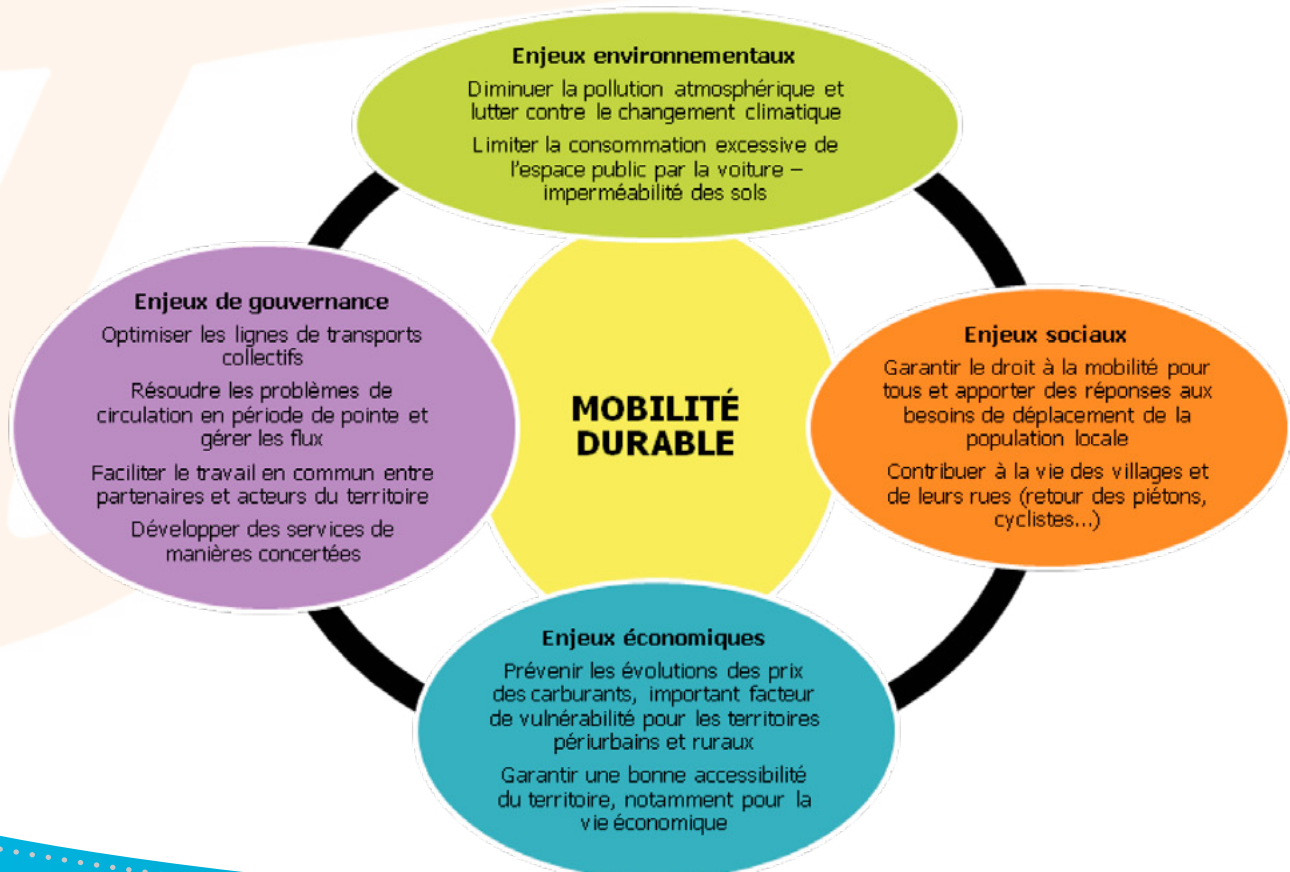 Enjeux environnementaux
Diminuer la pollution atmosphérique et
lutter contre le changement climatique
Limiter la consommation excessive de
l'espace public par la voiture –
imperméabilité des sols
Enjeux de gouvernance
Optimiser les lignes de transports
collectifs
Résoudre les problèmes de
circulation en période de pointe et
gérer les flux
Faciliter le travail en commun entre
partenaires et acteurs du territoire
Développer des services de
manières concertées
MOBILITÉ
DURABLE
Enjeux sociaux
Garantir le droit à la mobilité pour
tous et apporter des réponses aux
besoins de déplacement de la
population locale
Contribuer à la vie des villages et
de leurs rues (retour des piétons,
cyclistes...)
Enjeux économiques
Prévenir les évolutions des prix
des carburants, important facteur
de vulnérabilité pour les territoires
périurbains et ruraux
Garantir une bonne accessibilité
du territoire, notamment pour la
vie économique